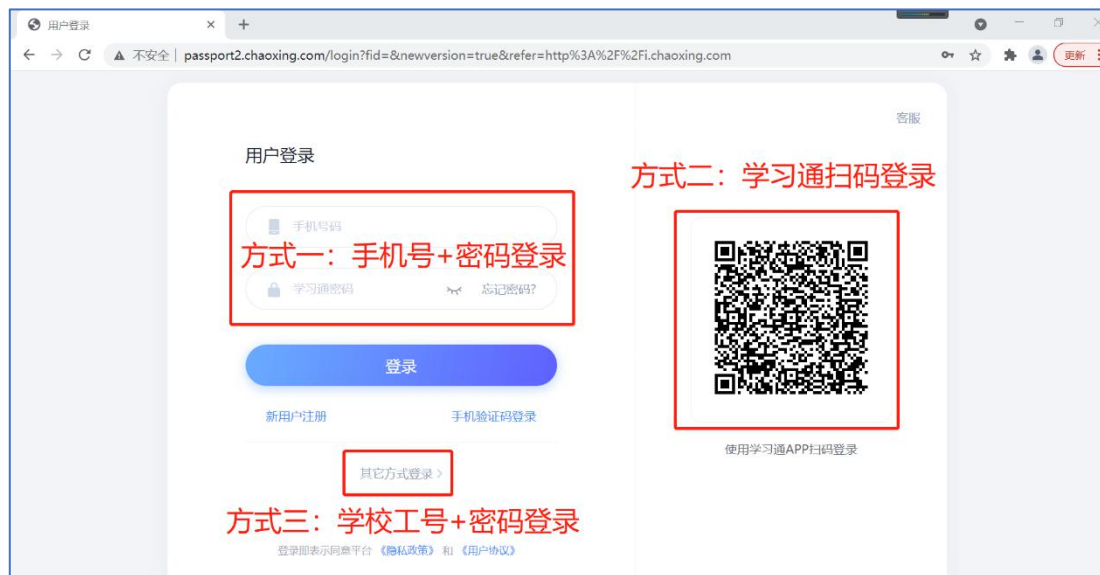 用户登录
不安全 | passport2.chaoxing.com/login?fid=&newversion=true&refer=http%3A%2F%2Fi.chaoxing.com
更新
客服
用户登录
方式二：学习通扫码登录
手机号码
方式一：手机号+密码登录
学习通密码
忘记密码?
登录
新用户注册
手机验证码登录
使用学习通APP扫码登录
其它方式登录 >
方式三：学校工号+密码登录
登录即表示同意平台 《隐私政策》 和 《用户协议》